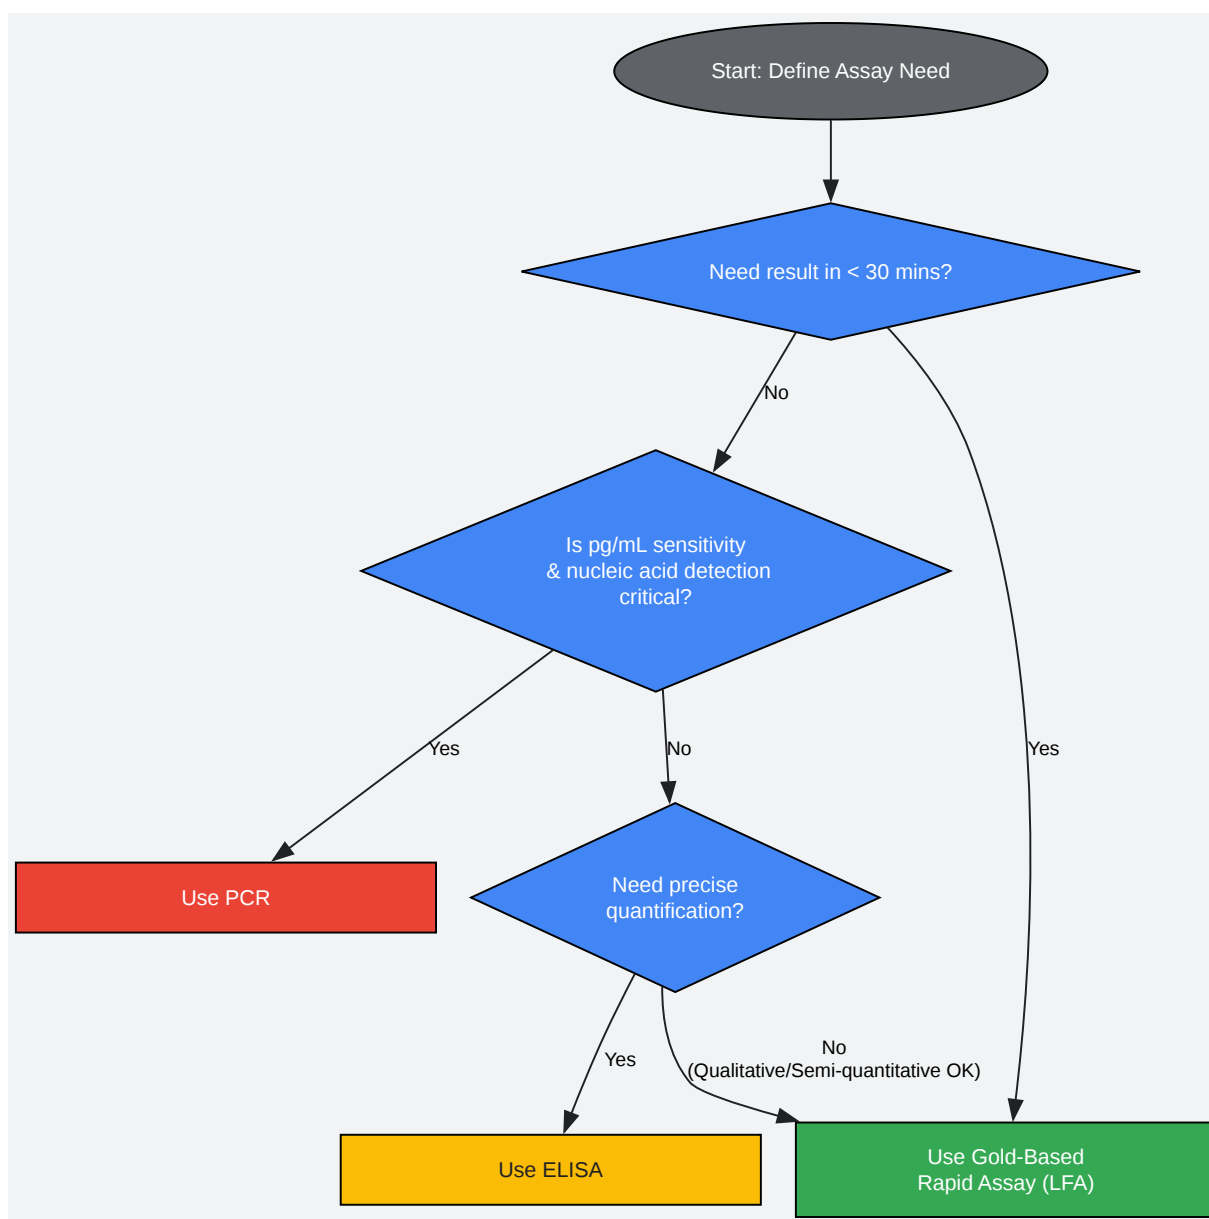 Start: Define Assay Need
Need result in < 30 mins?
No
Is pg/mL sensitivity
& nucleic acid detection
critical?
Yes
No
Yes
Use PCR
Need precise
quantification?
Yes
No
(Qualitative/Semi-quantitative OK)
Use ELISA
Use Gold-Based
Rapid Assay (LFA)